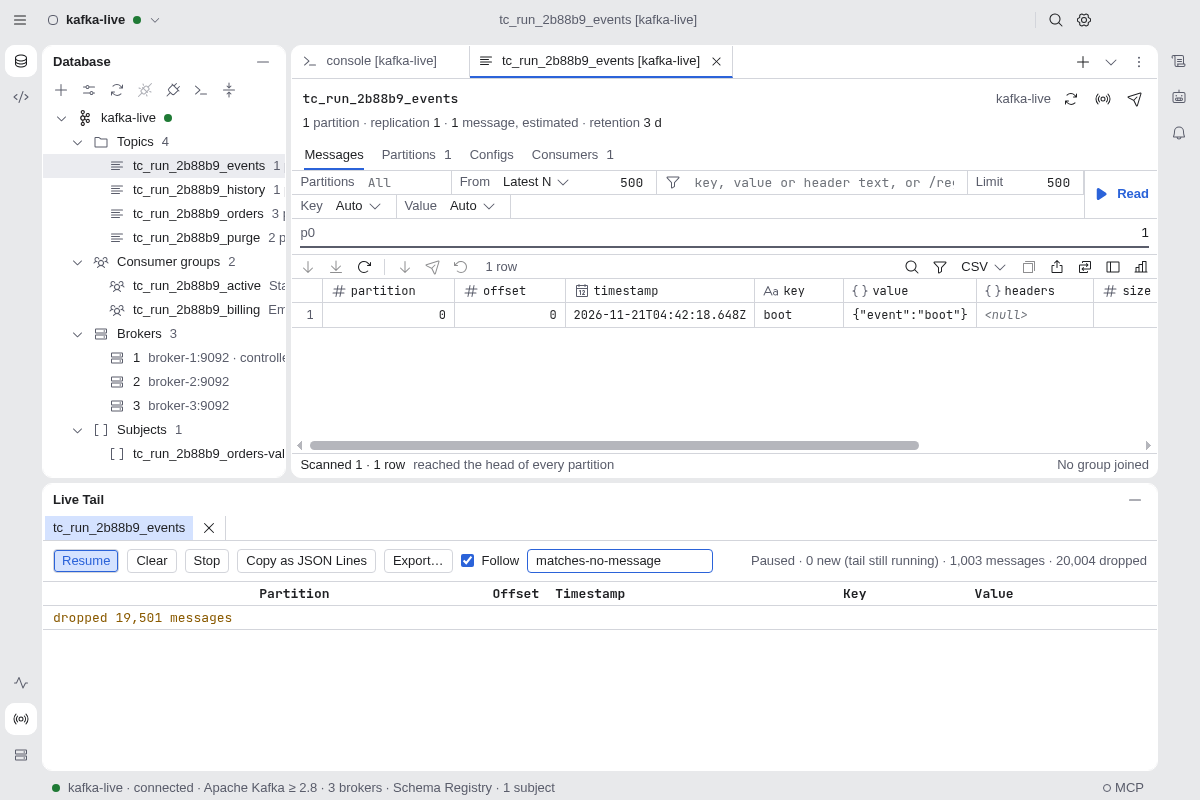 kafka-live
tc_run_2b88b9_events [kafka-live]
Database
kafka-live
Topics 4
tc_run_2b88b9_events 1
tc_run_2b88b9_history 1
tc_run_2b88b9_orders 3 p
tc_run_2b88b9_purge 2 p
Consumer groups 2
tc_run_2b88b9_active Sta
tc_run_2b88b9_billing Em
Brokers 3
1 broker-1:9092 · controlle
2 broker-2:9092
3 broker-3:9092
Subjects 1
tc_run_2b88b9_orders-val
console [kafka-live]
tc_run_2b88b9_events [kafka-live]
tc_run_2b88b9_events
kafka-live
1 partition · replication 1 · 1 message, estimated · retention 3 d
Messages Partitions 1 Configs Consumers 1
Partitions All From Latest N 500 key, value or header text, or /reg Limit 500 Read
Key Auto Value Auto
p0 1
1 row CSV
partition offset timestamp key value headers size
1 0 0 2026-11-21T04:42:18.648Z boot {"event":"boot"} <null>
Scanned 1 · 1 row reached the head of every partition No group joined
Live Tail
tc_run_2b88b9_events
Resume Clear Stop Copy as JSON Lines Export… Follow matches-no-message Paused · 0 new (tail still running) · 1,003 messages · 20,004 dropped
Partition Offset Timestamp Key Value
dropped 19,501 messages
kafka-live · connected · Apache Kafka ≥ 2.8 · 3 brokers · Schema Registry · 1 subject MCP